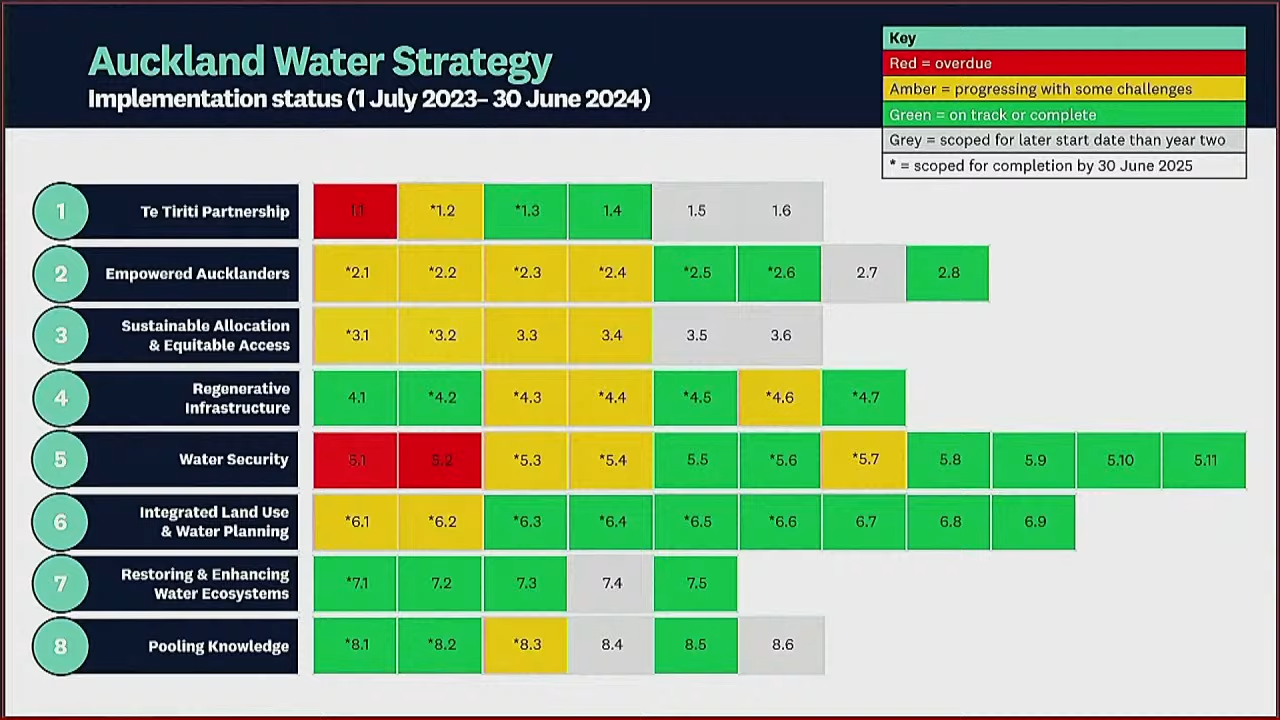 Auckland Water Strategy
Implementation status (1 July 2023– 30 June 2024)
Key
Red = overdue
Amber = progressing with some challenges
Green = on track or complete
Grey = scoped for later start date than year two
* = scoped for completion by 30 June 2025
1 Te Tiriti Partnership 1.1 *1.2 *1.3 1.4 1.5 1.6
2 Empowered Aucklanders *2.1 *2.2 *2.3 *2.4 *2.5 *2.6 2.7 2.8
3 Sustainable Allocation
& Equitable Access *3.1 *3.2 3.3 3.4 3.5 3.6
4 Regenerative
Infrastructure 4.1 *4.2 *4.3 *4.4 *4.5 *4.6 *4.7
5 Water Security 5.1 5.2 *5.3 *5.4 5.5 *5.6 *5.7 5.8 5.9 5.10 5.11
6 Integrated Land Use
& Water Planning *6.1 *6.2 *6.3 *6.4 *6.5 *6.6 6.7 6.8 6.9
7 Restoring & Enhancing
Water Ecosystems *7.1 7.2 7.3 7.4 7.5
8 Pooling Knowledge *8.1 *8.2 *8.3 8.4 8.5 8.6